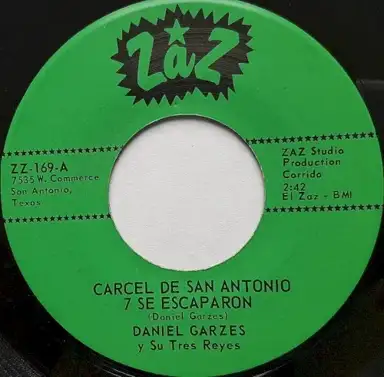 ZaZ
ZZ-169-A
7535 W. Commerce
San Antonio,
Texas
ZAZ Studio
Production
Corrido
2:42
El Zaz - BMI
CARCEL DE SAN ANTONIO
7 SE ESCAPARON
(Daniel Garzes)
DANIEL GARZES
y Su Tres Reyes